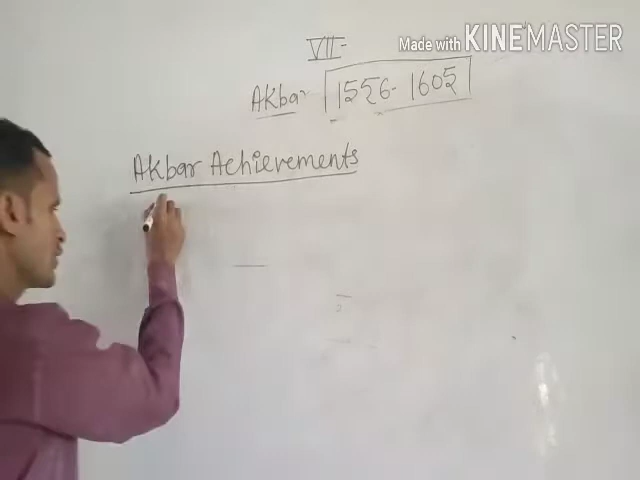 VII-
Made with KINEMASTER
Akbar 1556- 1605
Akbar Achievements